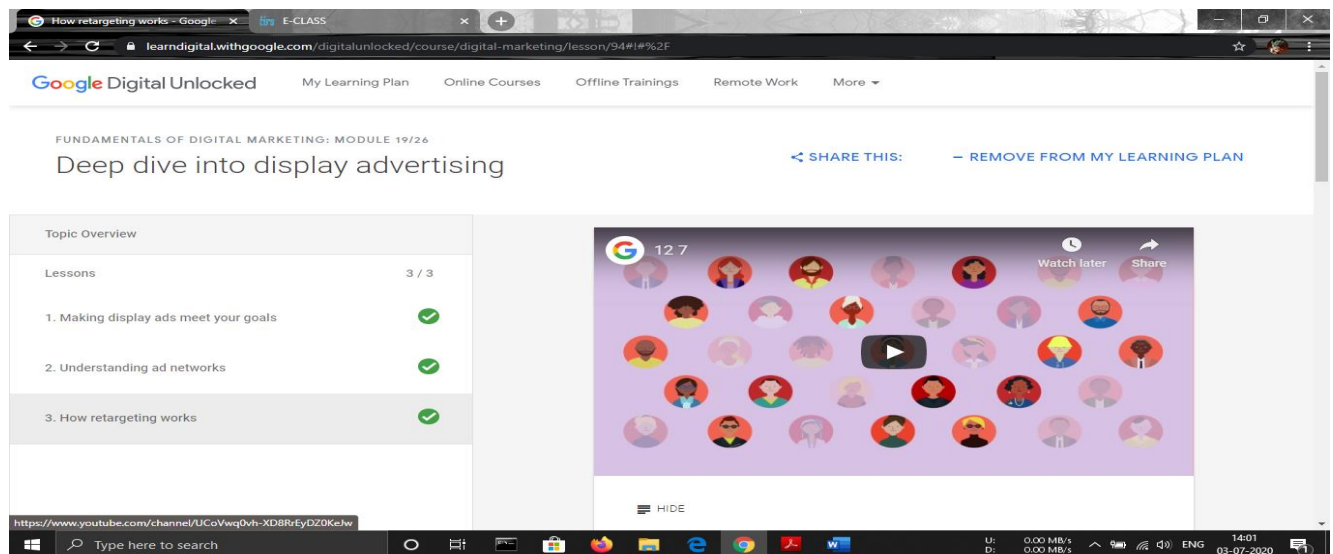 How retargeting works - Google
E-CLASS
learndigital.withgoogle.com/digitalunlocked/course/digital-marketing/lesson/94#!#%2F
Google Digital Unlocked My Learning Plan Online Courses Offline Trainings Remote Work More
FUNDAMENTALS OF DIGITAL MARKETING: MODULE 19/26
Deep dive into display advertising
SHARE THIS: REMOVE FROM MY LEARNING PLAN
Topic Overview
Lessons 3 / 3
1. Making display ads meet your goals
2. Understanding ad networks
3. How retargeting works
12 7
Watch later Share
HIDE
https://www.youtube.com/channel/UCoVwq0vh-XD8RrEyDZ0KeJw
Type here to search
U: 0.00 MB/s
D: 0.00 MB/s
ENG
14:01
03-07-2020